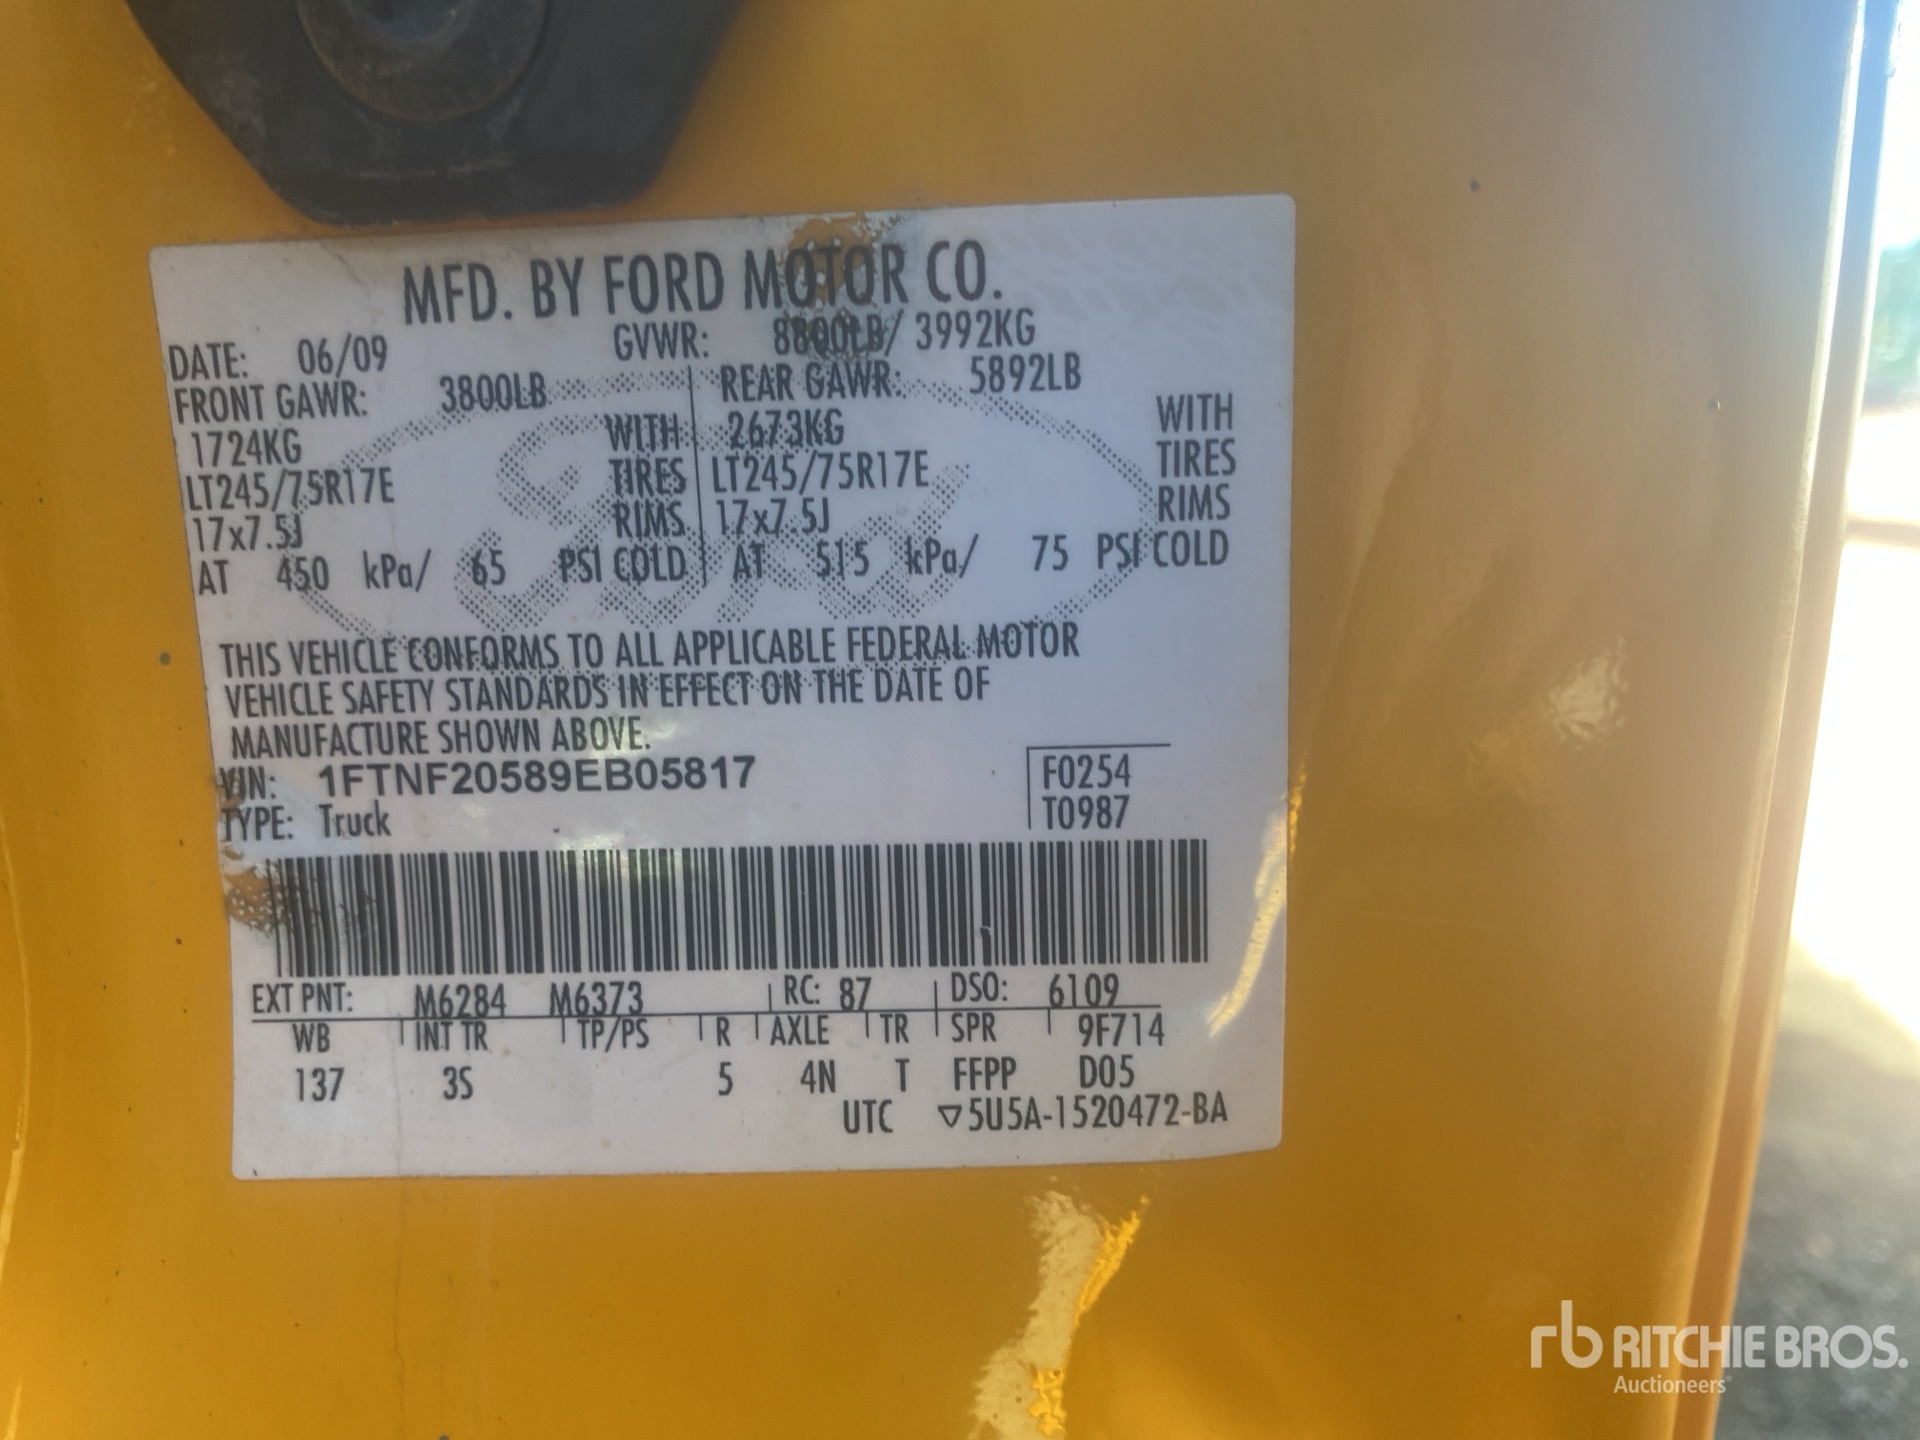 MFD. BY FORD MOTOR CO.
DATE: 06/09 GVWR: 8800LB/ 3992KG
FRONT GAWR: 3800LB REAR GAWR: 5892LB
1724KG WITH 2673KG WITH
LT245/75R17E TIRES LT245/75R17E TIRES
17x7.5J RIMS 17x7.5J RIMS
AT 450 kPa/ 65 PSI COLD AT 515 kPa/ 75 PSI COLD
Ford
THIS VEHICLE CONFORMS TO ALL APPLICABLE FEDERAL MOTOR
VEHICLE SAFETY STANDARDS IN EFFECT ON THE DATE OF
MANUFACTURE SHOWN ABOVE.
VIN: 1FTNF20589EB05817 F0254
TYPE: Truck T0987
EXT PNT: M6284 M6373 RC: 87 DSO: 6109
WB INT TR TP/PS R AXLE TR SPR 9F714
137 3S 5 4N T FFPP D05
UTC ▽5U5A-1520472-BA
rb RITCHIE BROS.
Auctioneers